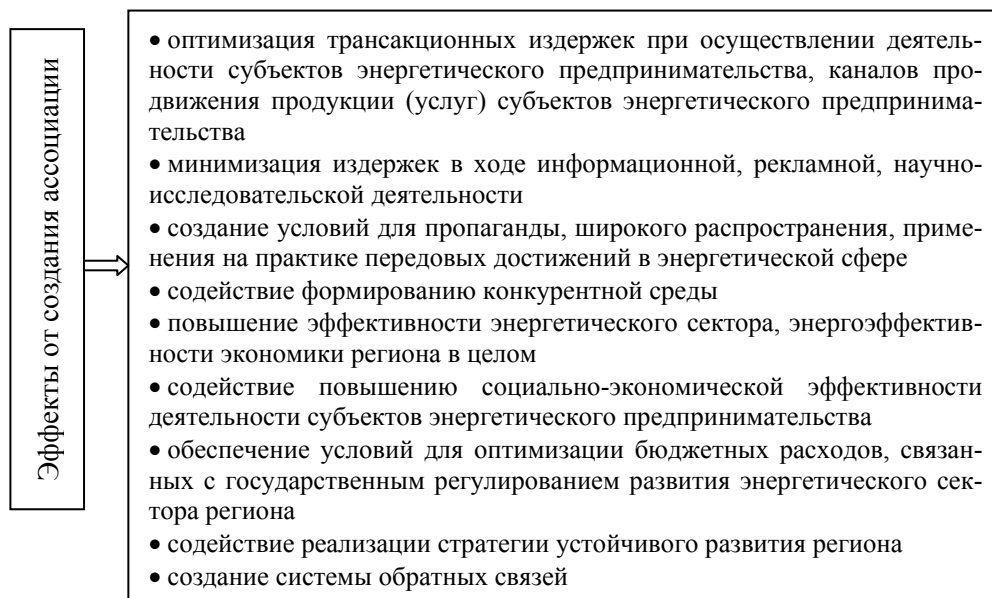 Эффекты от создания ассоциации
• оптимизация трансакционных издержек при осуществлении деятель-
ности субъектов энергетического предпринимательства, каналов про-
движения продукции (услуг) субъектов энергетического предпринима-
тельства
• минимизация издержек в ходе информационной, рекламной, научно-
исследовательской деятельности
• создание условий для пропаганды, широкого распространения, приме-
нения на практике передовых достижений в энергетической сфере
• содействие формированию конкурентной среды
• повышение эффективности энергетического сектора, энергоэффектив-
ности экономики региона в целом
• содействие повышению социально-экономической эффективности
деятельности субъектов энергетического предпринимательства
• обеспечение условий для оптимизации бюджетных расходов, связан-
ных с государственным регулированием развития энергетического сек-
тора региона
• содействие реализации стратегии устойчивого развития региона
• создание системы обратных связей